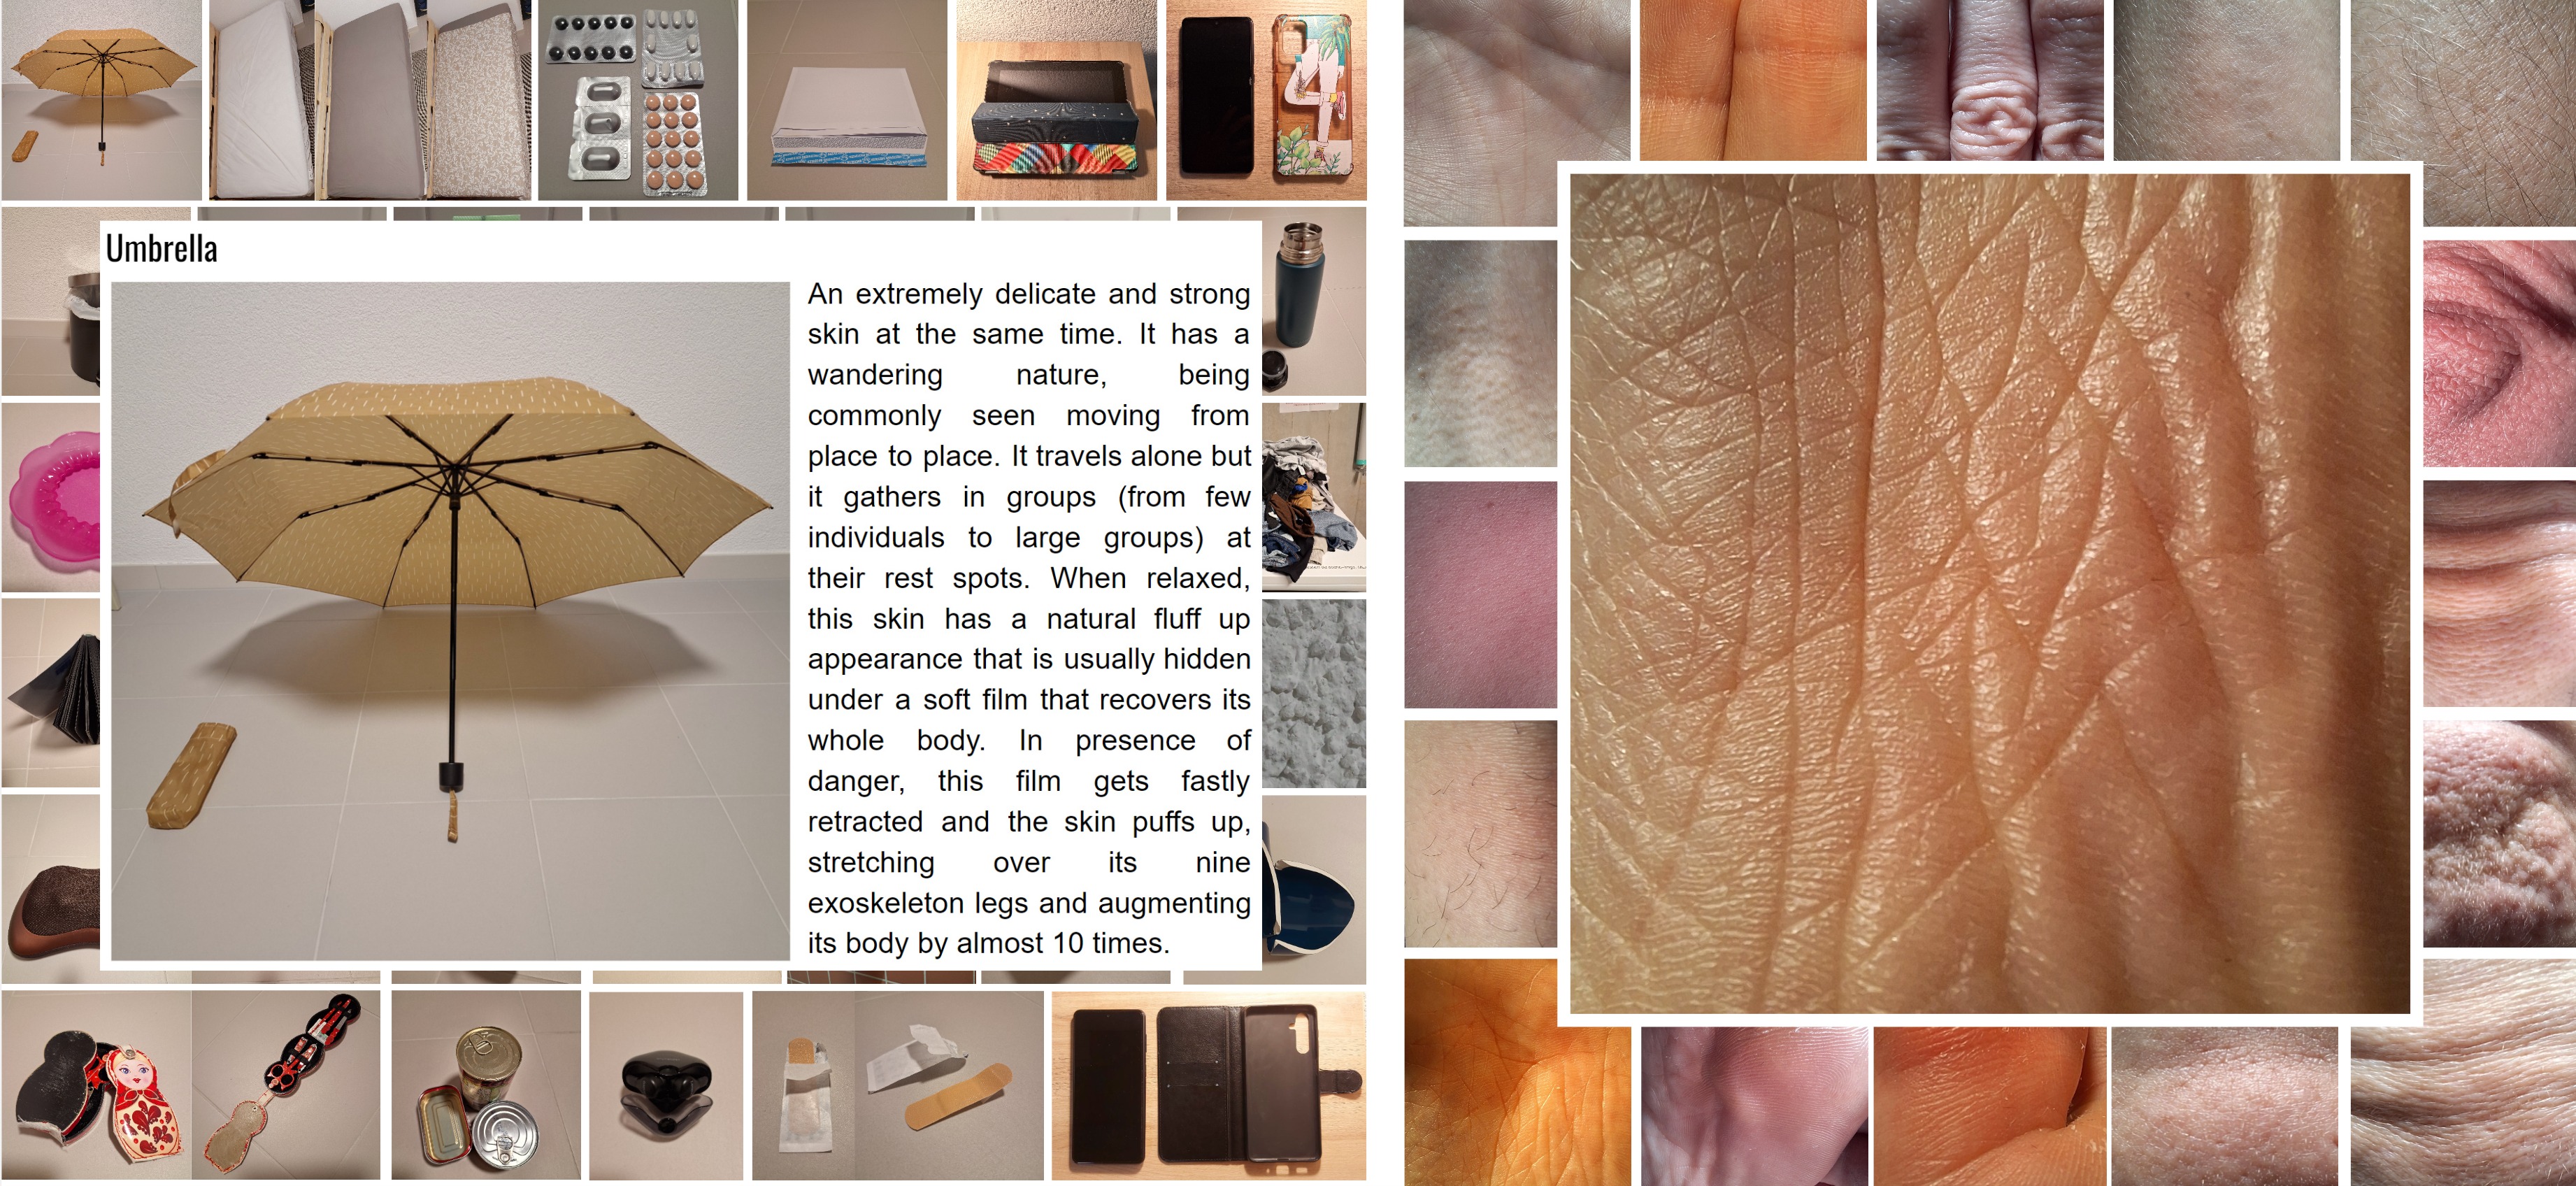 Umbrella
An extremely delicate and strong
skin at the same time. It has a
wandering nature, being
commonly seen moving from
place to place. It travels alone but
it gathers in groups (from few
individuals to large groups) at
their rest spots. When relaxed,
this skin has a natural fluff up
appearance that is usually hidden
under a soft film that recovers its
whole body. In presence of
danger, this film gets fastly
retracted and the skin puffs up,
stretching over its nine
exoskeleton legs and augmenting
its body by almost 10 times.